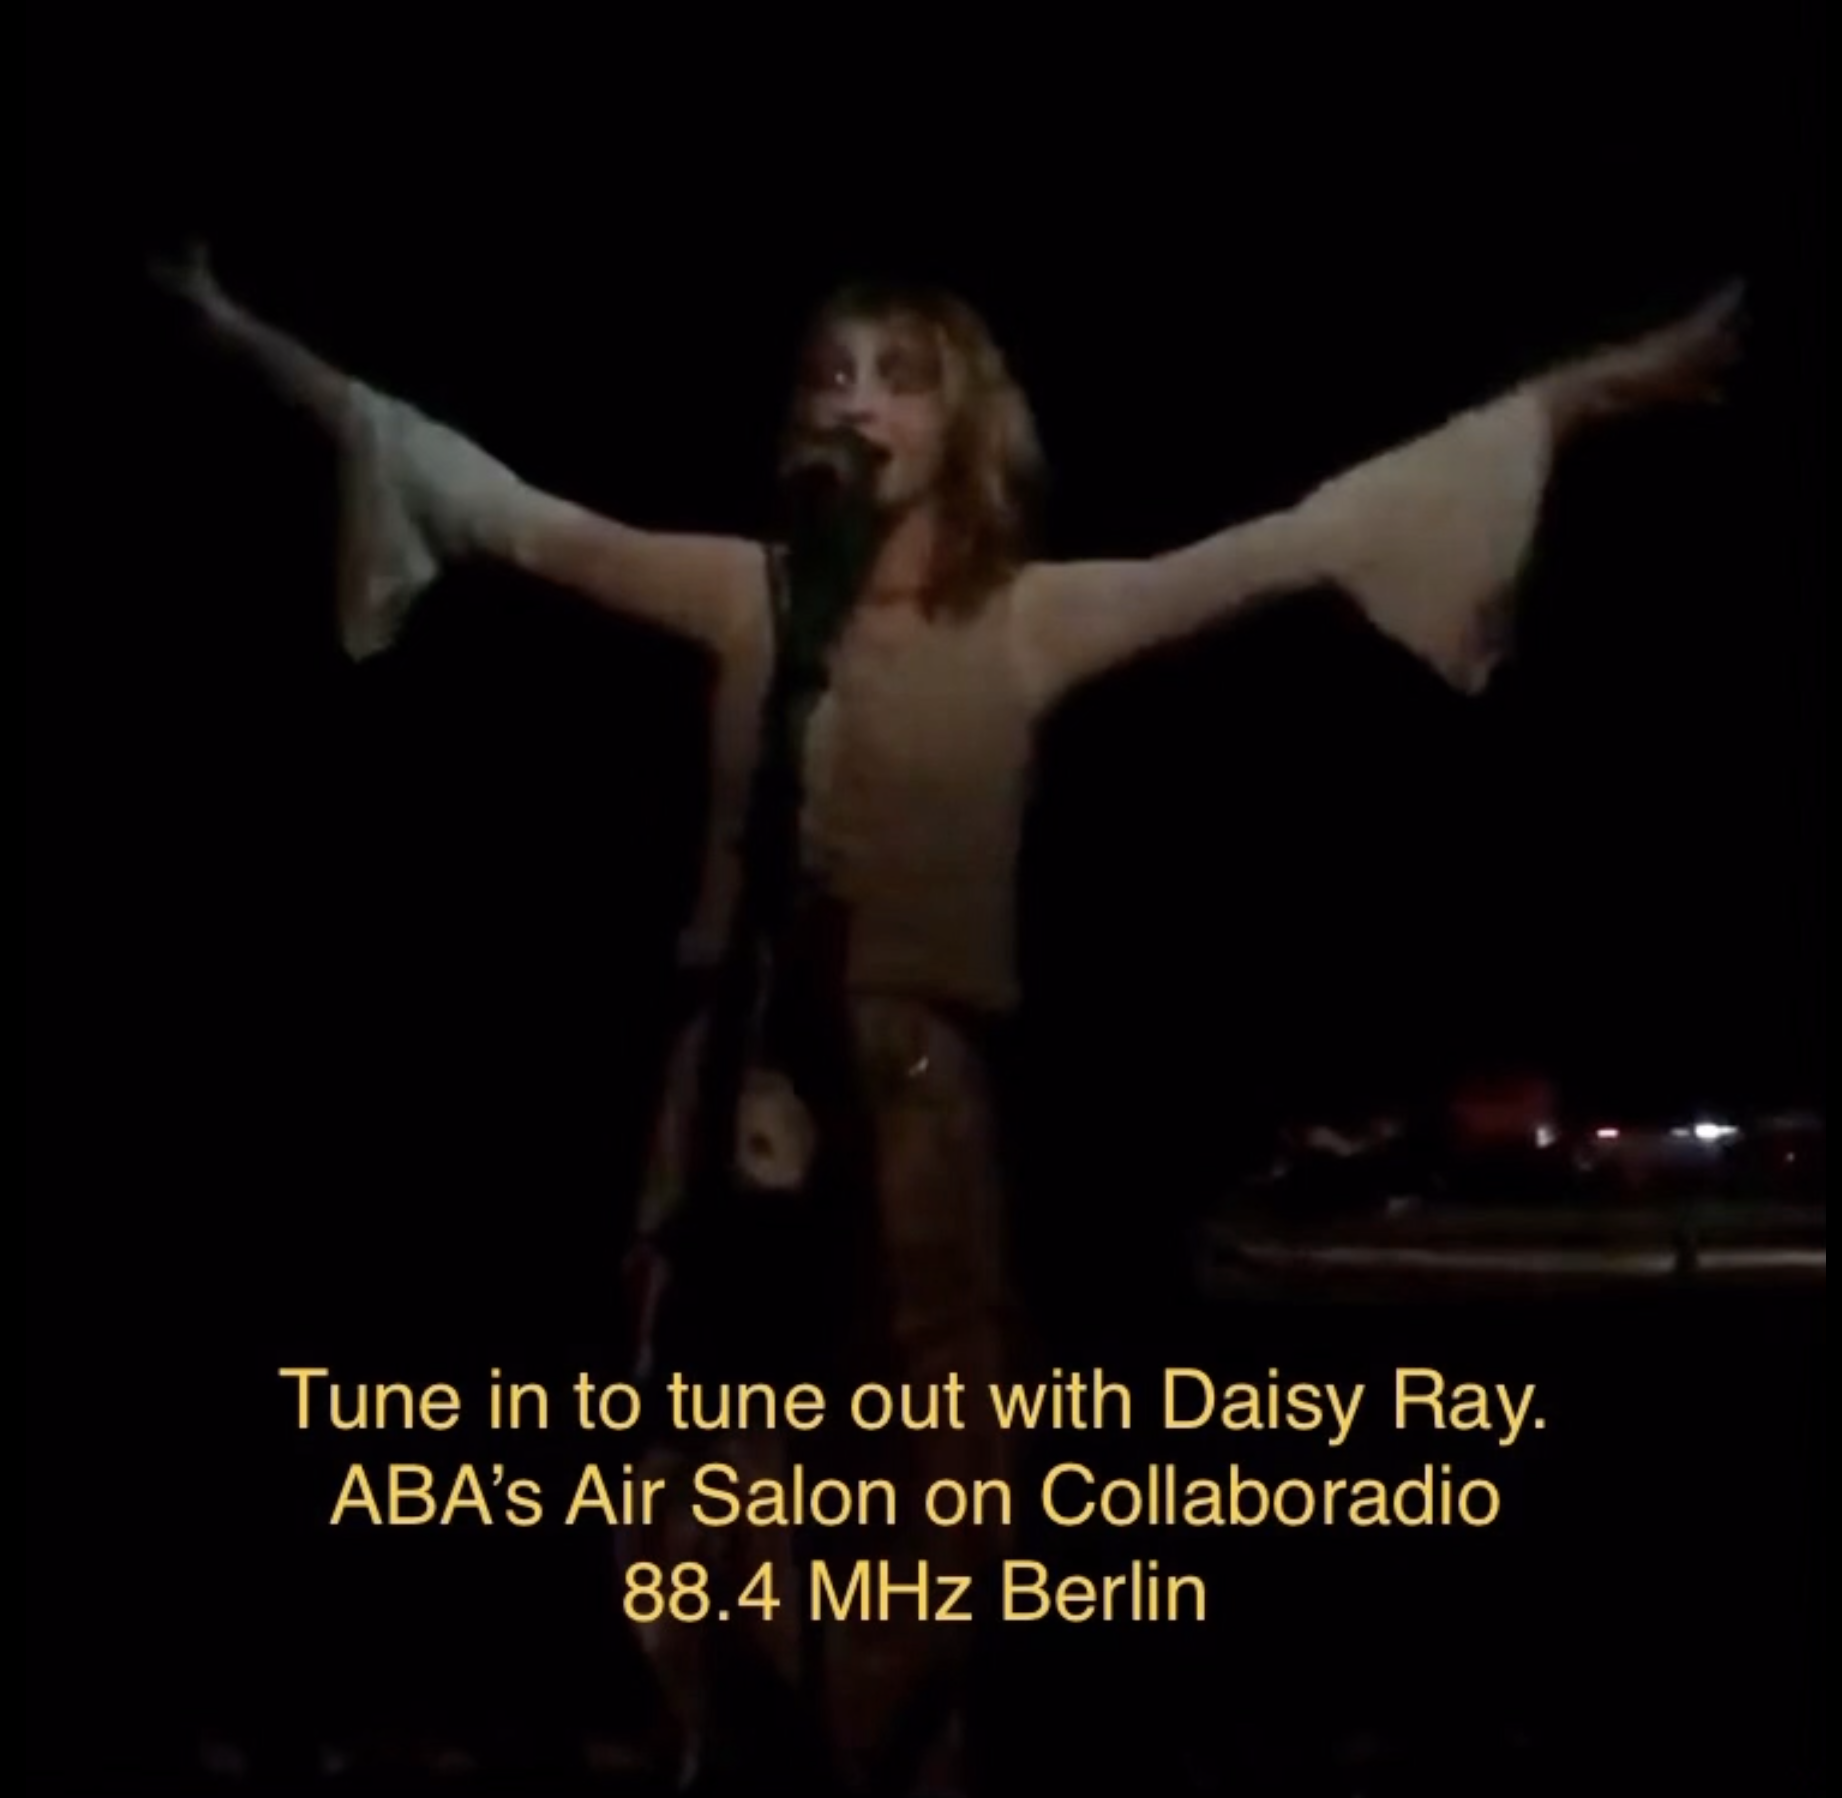 Tune in to tune out with Daisy Ray.
ABA’s Air Salon on Collaboradio
88.4 MHz Berlin